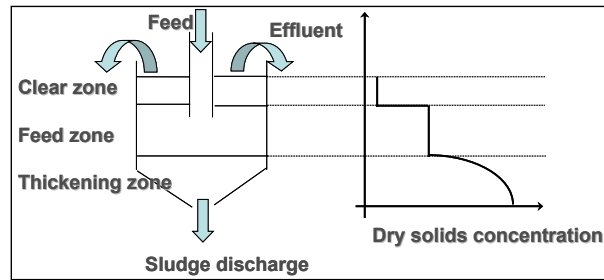 Feed
Effluent
Clear zone
Feed zone
Thickening zone
Dry solids concentration
Sludge discharge